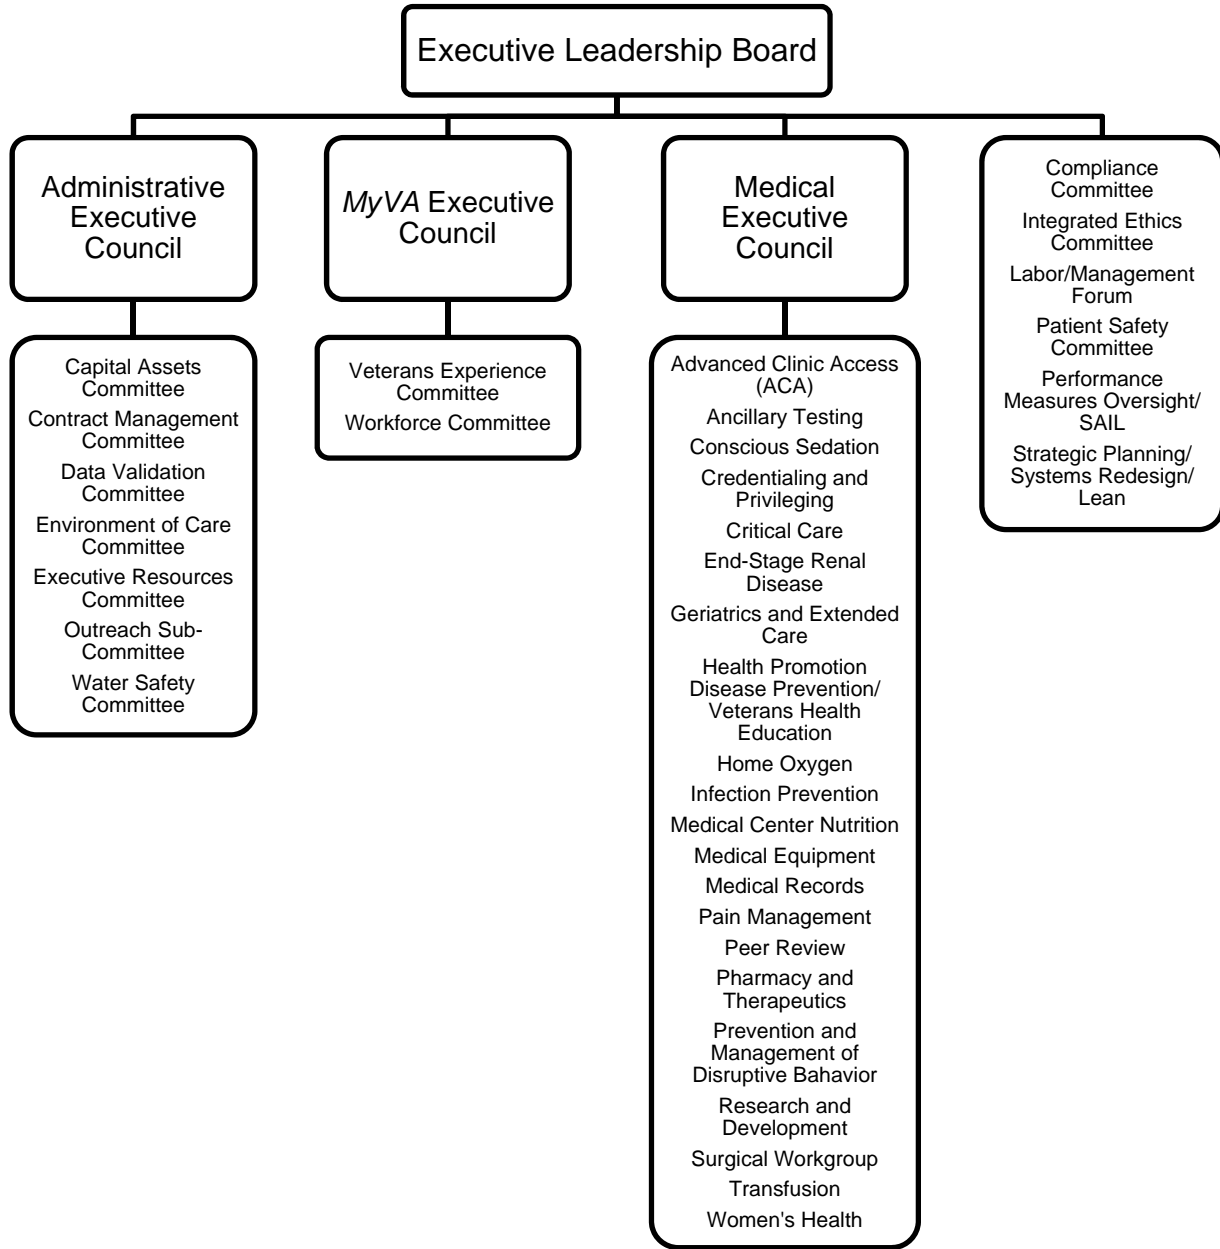 Executive Leadership Board
Administrative
Executive
Council
MyVA Executive
Council
Medical
Executive
Council
Compliance
Committee
Integrated Ethics
Committee
Labor/Management
Forum
Patient Safety
Committee
Performance
Measures Oversight/
SAIL
Strategic Planning/
Systems Redesign/
Lean
Capital Assets
Committee
Contract Management
Committee
Data Validation
Committee
Environment of Care
Committee
Executive Resources
Committee
Outreach Sub-
Committee
Water Safety
Committee
Veterans Experience
Committee
Workforce Committee
Advanced Clinic Access
(ACA)
Ancillary Testing
Conscious Sedation
Credentialing and
Privileging
Critical Care
End-Stage Renal
Disease
Geriatrics and Extended
Care
Health Promotion
Disease Prevention/
Veterans Health
Education
Home Oxygen
Infection Prevention
Medical Center Nutrition
Medical Equipment
Medical Records
Pain Management
Peer Review
Pharmacy and
Therapeutics
Prevention and
Management of
Disruptive Bahavior
Research and
Development
Surgical Workgroup
Transfusion
Women's Health